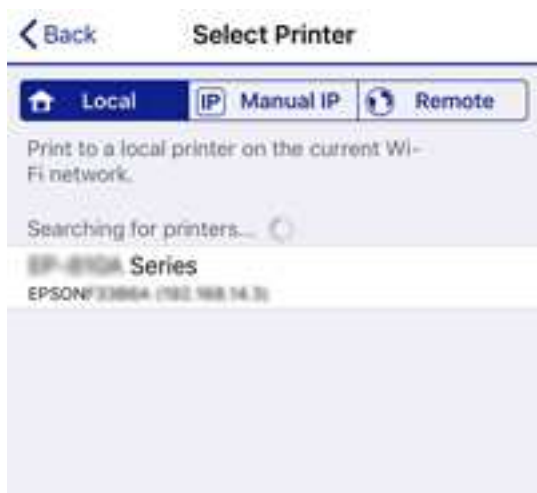 Back
Select Printer
Local
IP Manual IP
Remote
Print to a local printer on the current Wi-
Fi network.
Searching for printers...
Series
EPSON